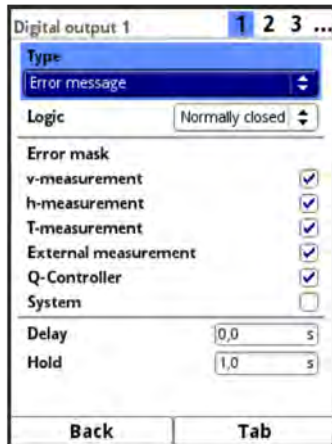 Digital output 1 1 2 3 ...
Type
Error message
Logic Normally closed
Error mask
v-measurement
h-measurement
T-measurement
External measurement
Q-Controller
System
Delay 0,0 s
Hold 1,0 s
Back Tab